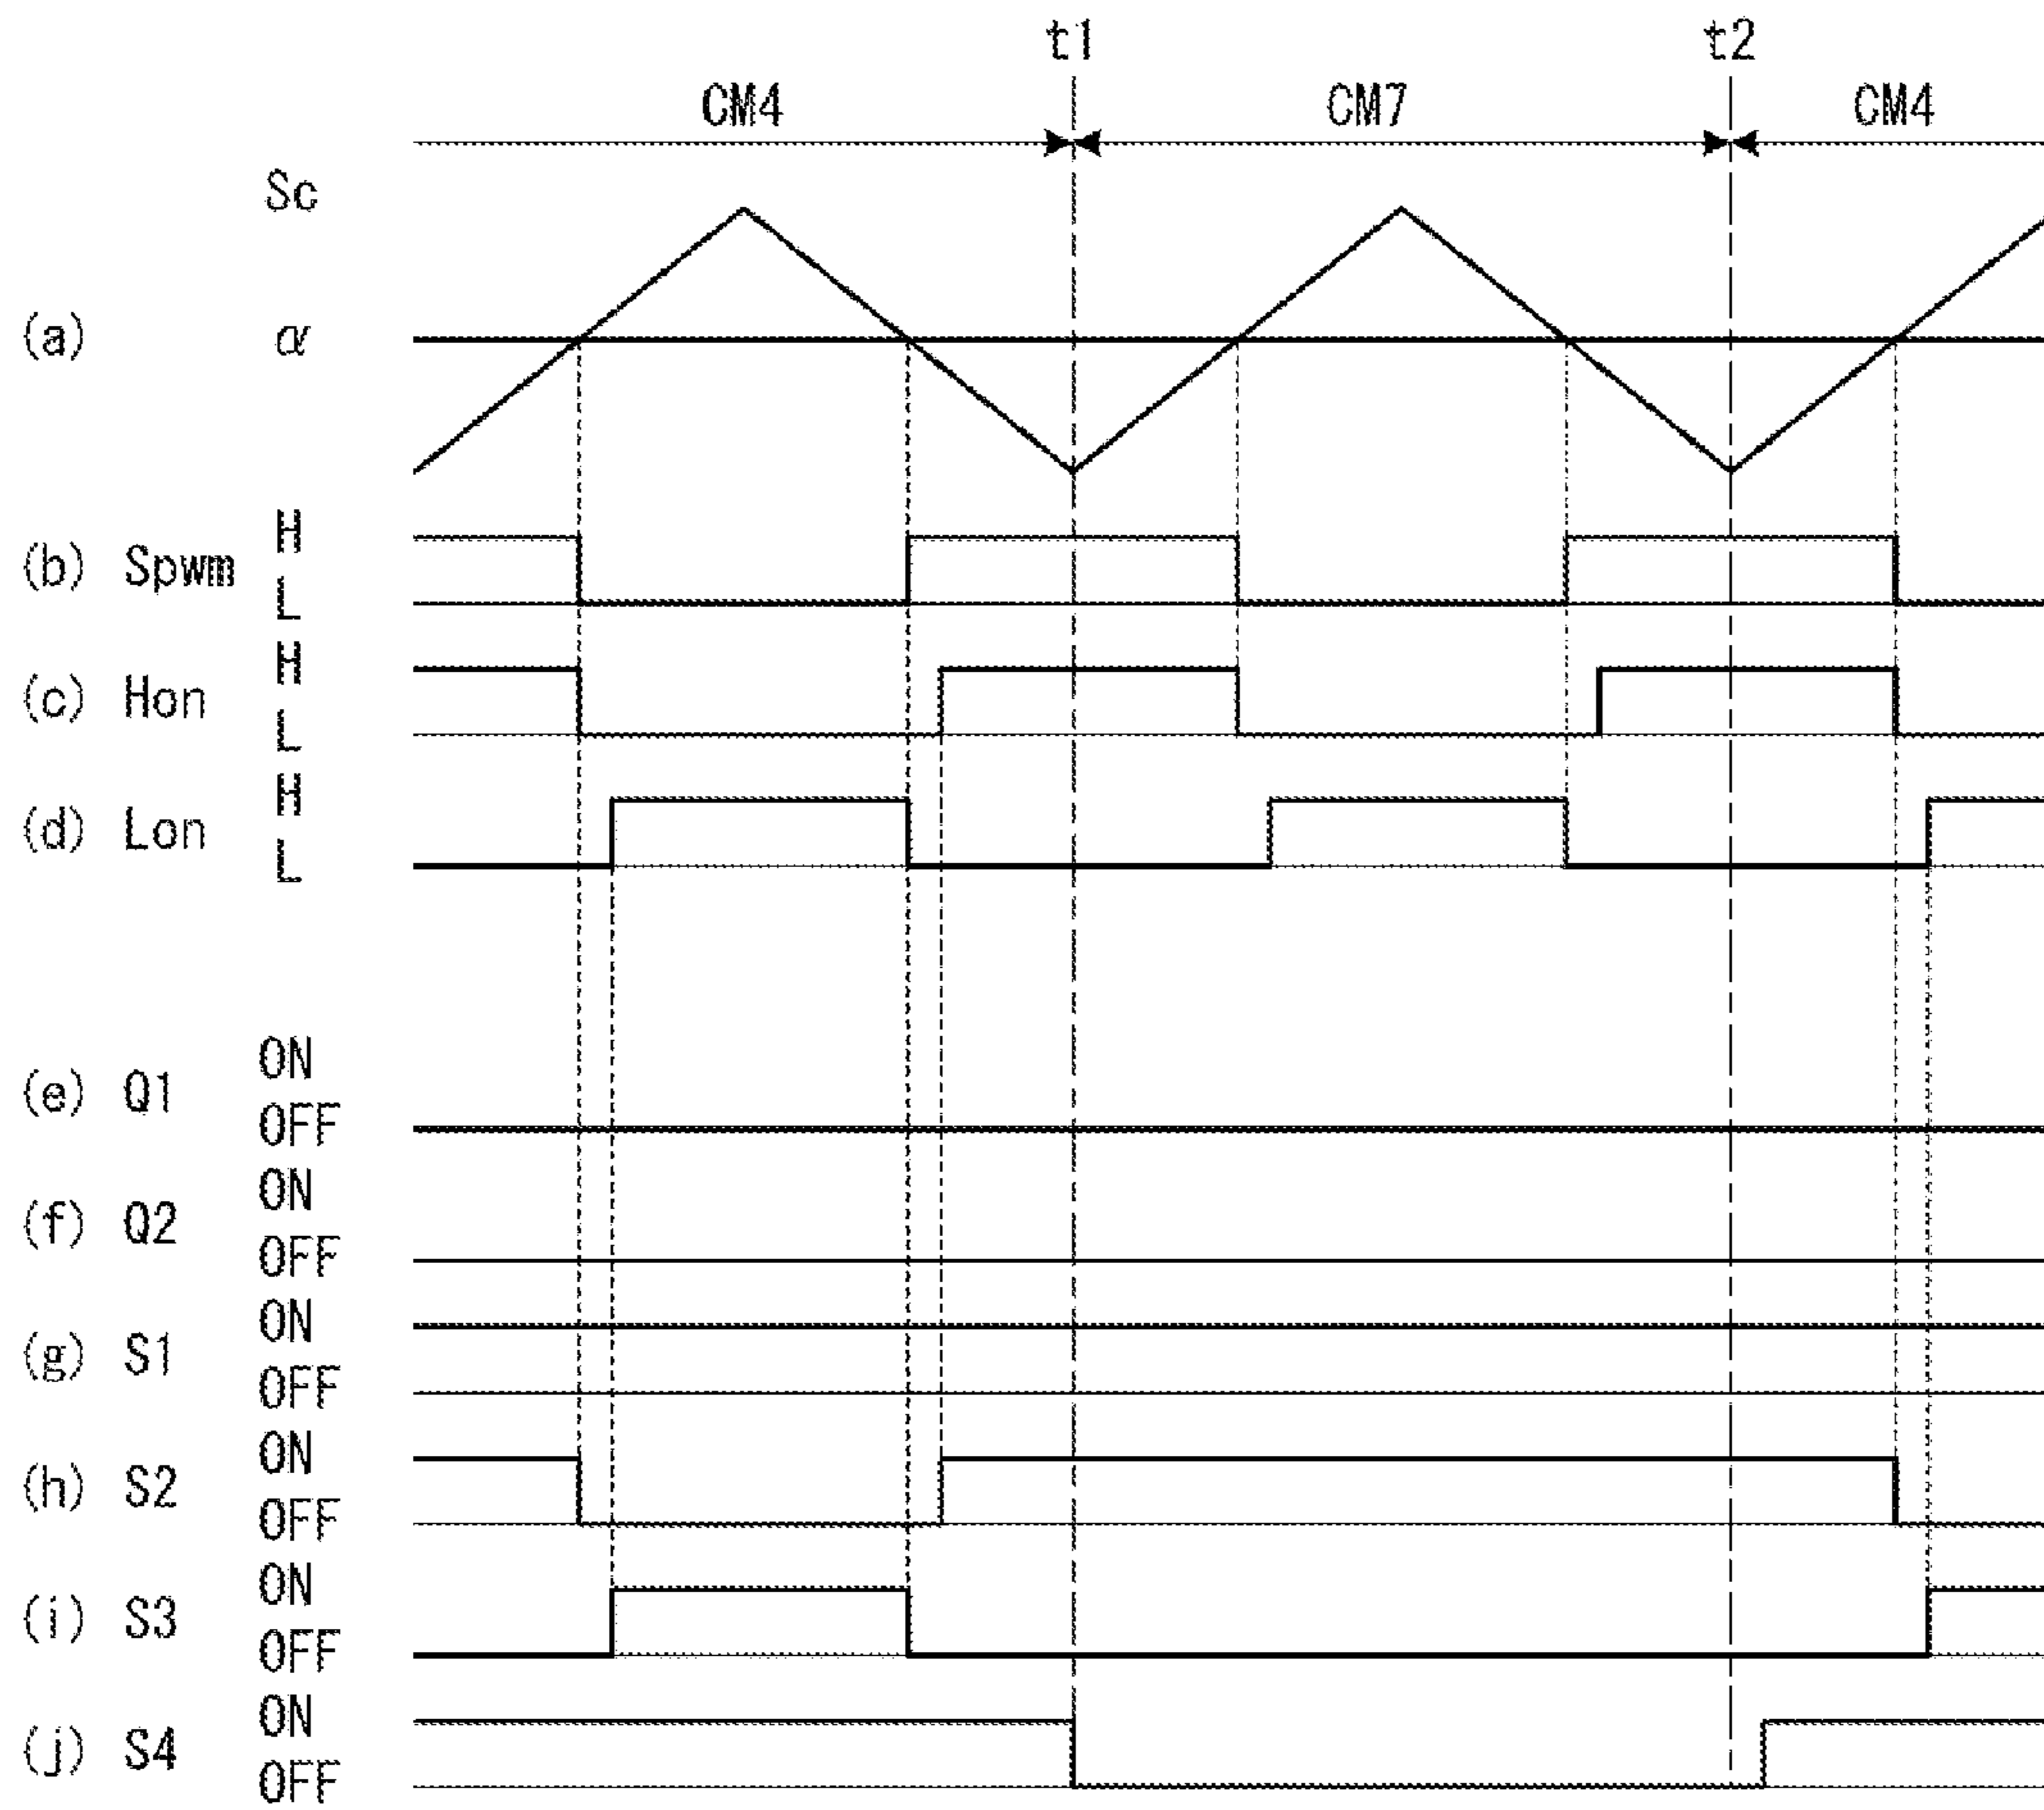 t1 t2
CM4 CM7 CM4
Sc
(a) α
(b) Spwm H L
(c) Hon H L
(d) Lon H L
(e) Q1 ON OFF
(f) Q2 ON OFF
(g) S1 ON OFF
(h) S2 ON OFF
(i) S3 ON OFF
(j) S4 ON OFF